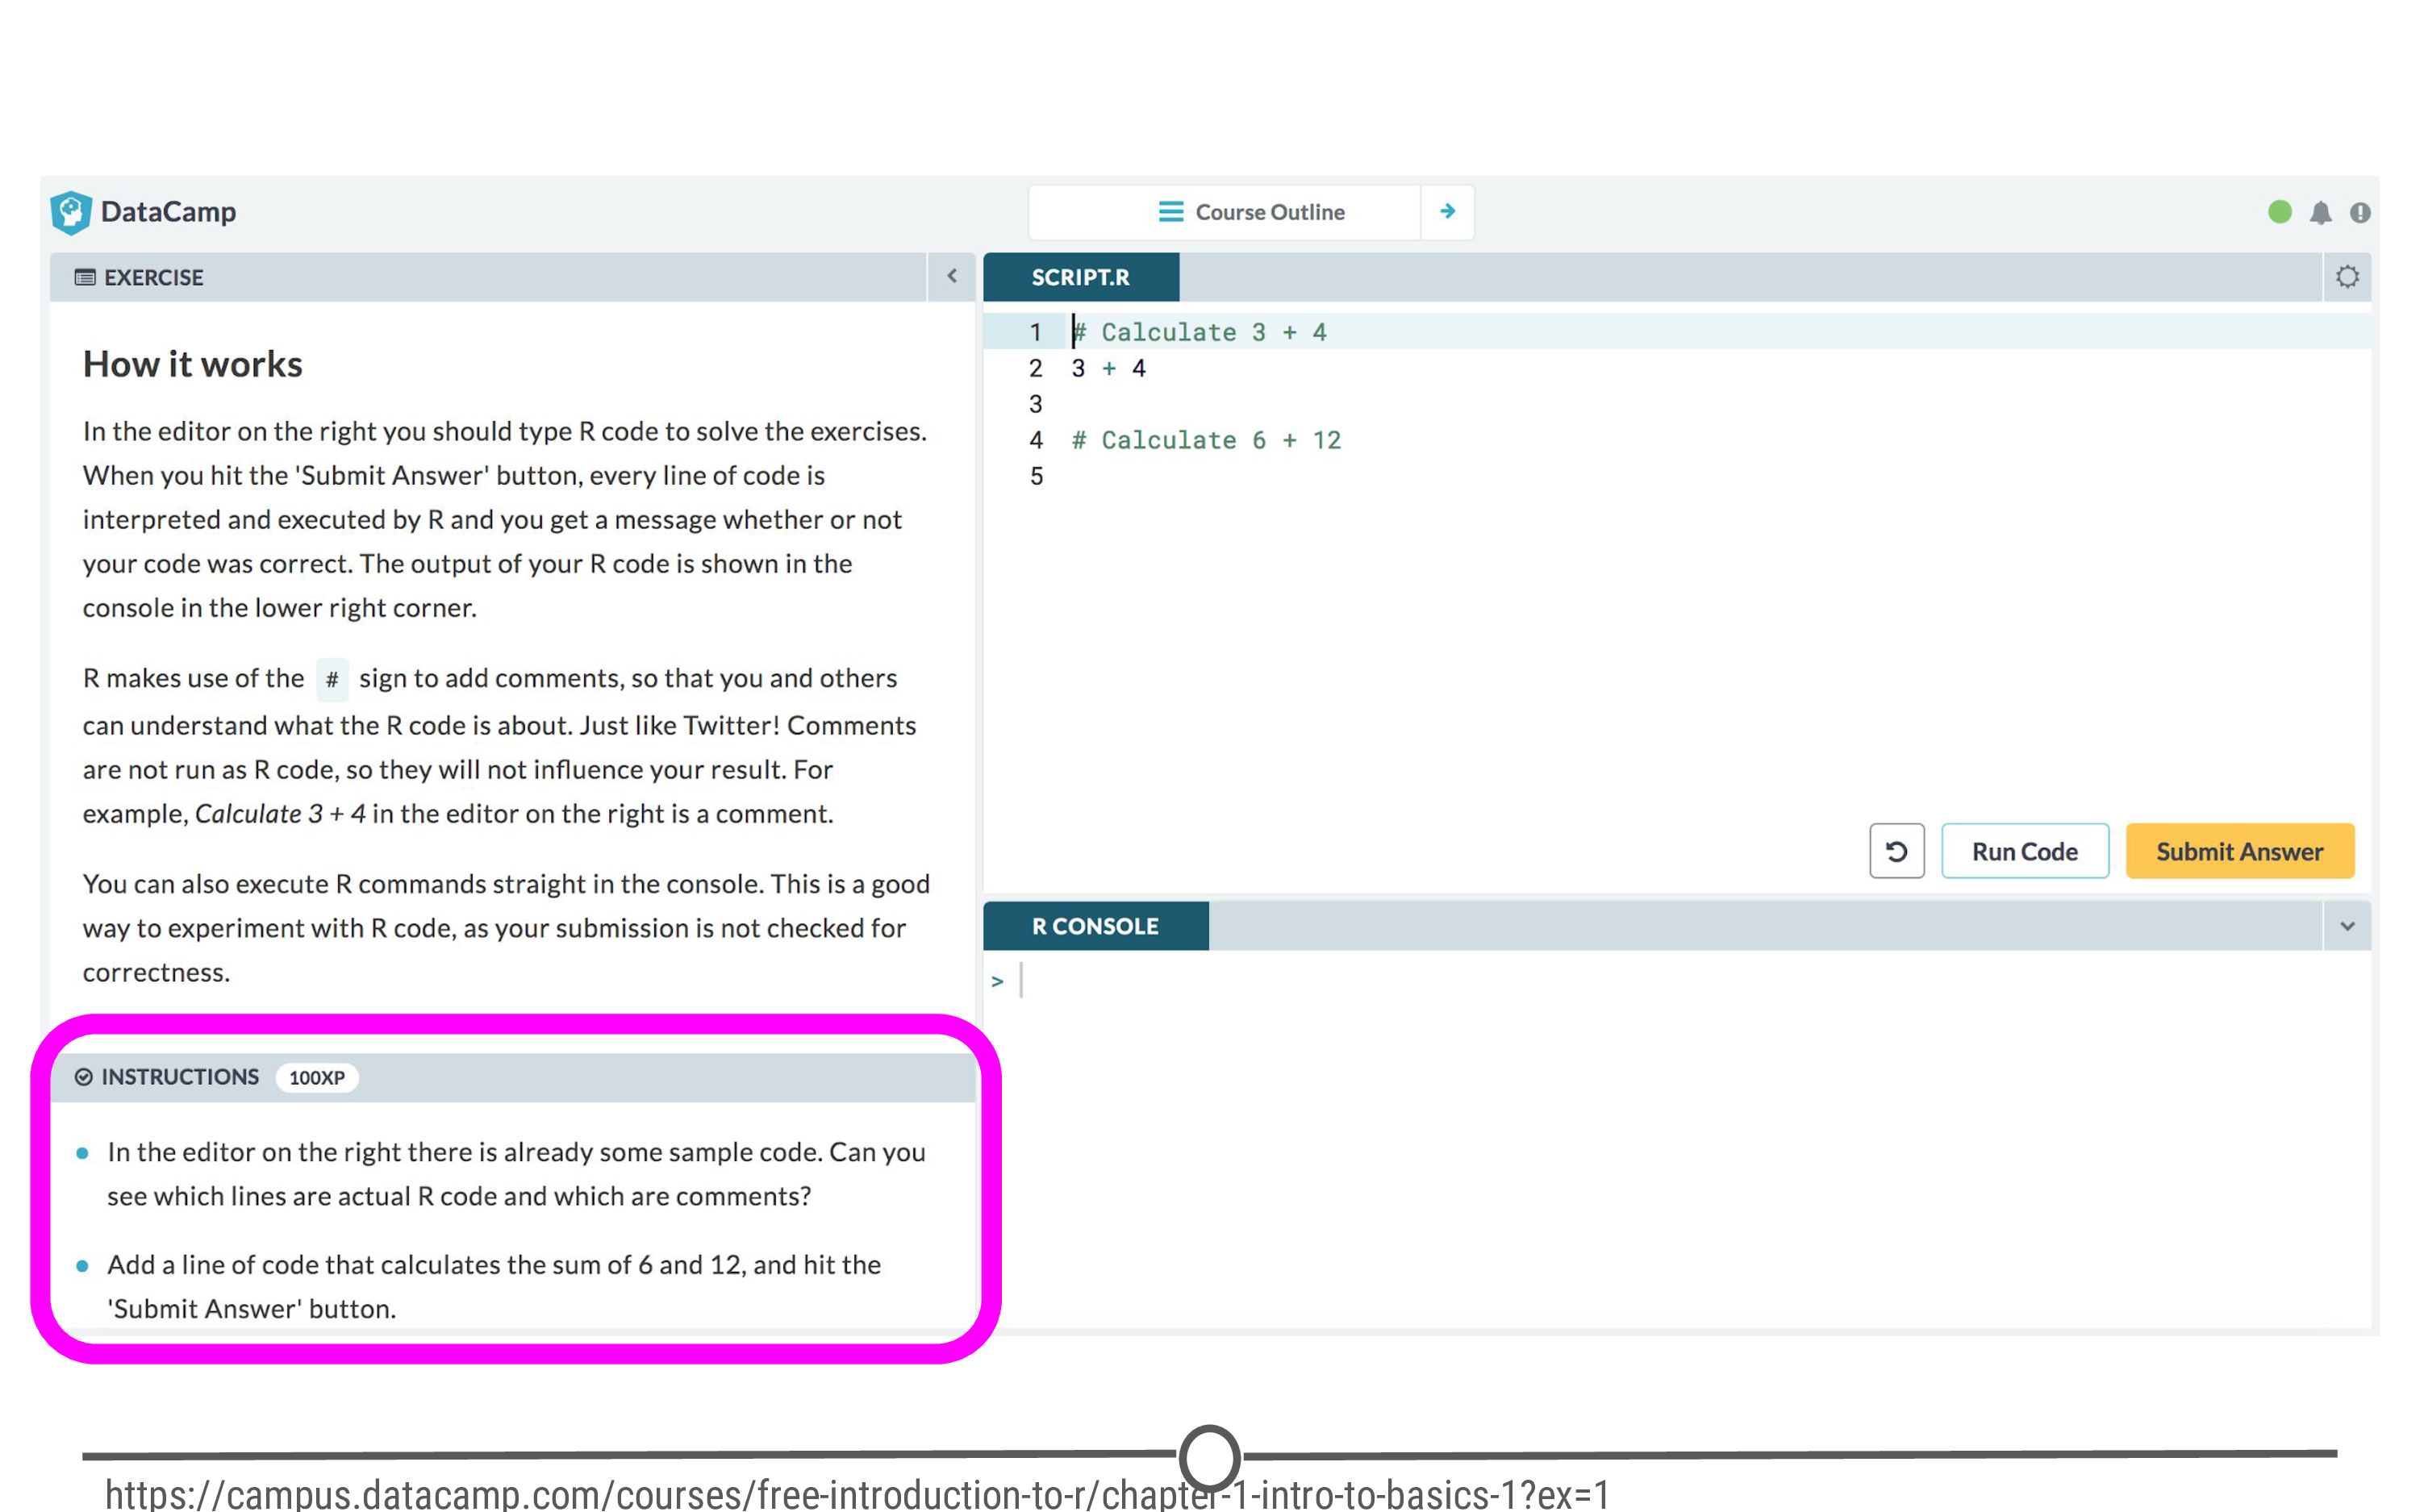 DataCamp
Course Outline
EXERCISE
How it works
In the editor on the right you should type R code to solve the exercises.
When you hit the 'Submit Answer' button, every line of code is
interpreted and executed by R and you get a message whether or not
your code was correct. The output of your R code is shown in the
console in the lower right corner.
R makes use of the # sign to add comments, so that you and others
can understand what the R code is about. Just like Twitter! Comments
are not run as R code, so they will not influence your result. For
example, Calculate 3 + 4 in the editor on the right is a comment.
You can also execute R commands straight in the console. This is a good
way to experiment with R code, as your submission is not checked for
correctness.
INSTRUCTIONS 100XP
• In the editor on the right there is already some sample code. Can you
see which lines are actual R code and which are comments?
• Add a line of code that calculates the sum of 6 and 12, and hit the
'Submit Answer' button.
SCRIPT.R
1 # Calculate 3 + 4
2 3 + 4
3
4 # Calculate 6 + 12
5
Run Code
Submit Answer
R CONSOLE
>
https://campus.datacamp.com/courses/free-introduction-to-r/chapter-1-intro-to-basics-1?ex=1